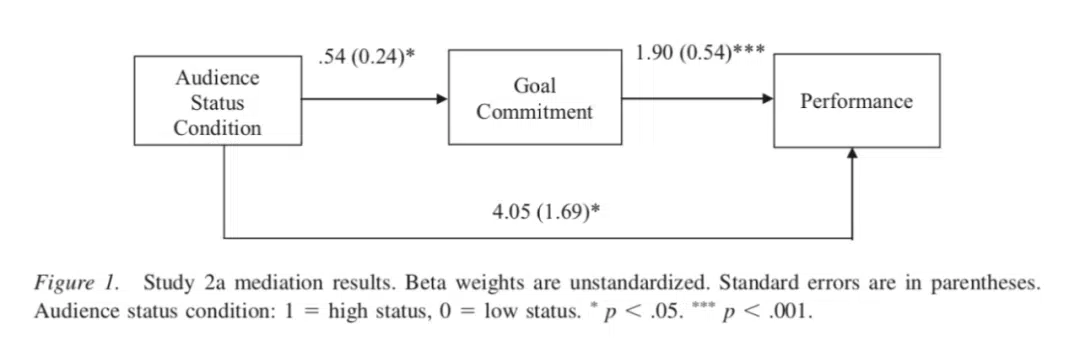 .54 (0.24)*
1.90 (0.54)***
Audience
Status
Condition
Goal
Commitment
Performance
4.05 (1.69)*
Figure 1. Study 2a mediation results. Beta weights are unstandardized. Standard errors are in parentheses.
Audience status condition: 1 = high status, 0 = low status. * p < .05. *** p < .001.